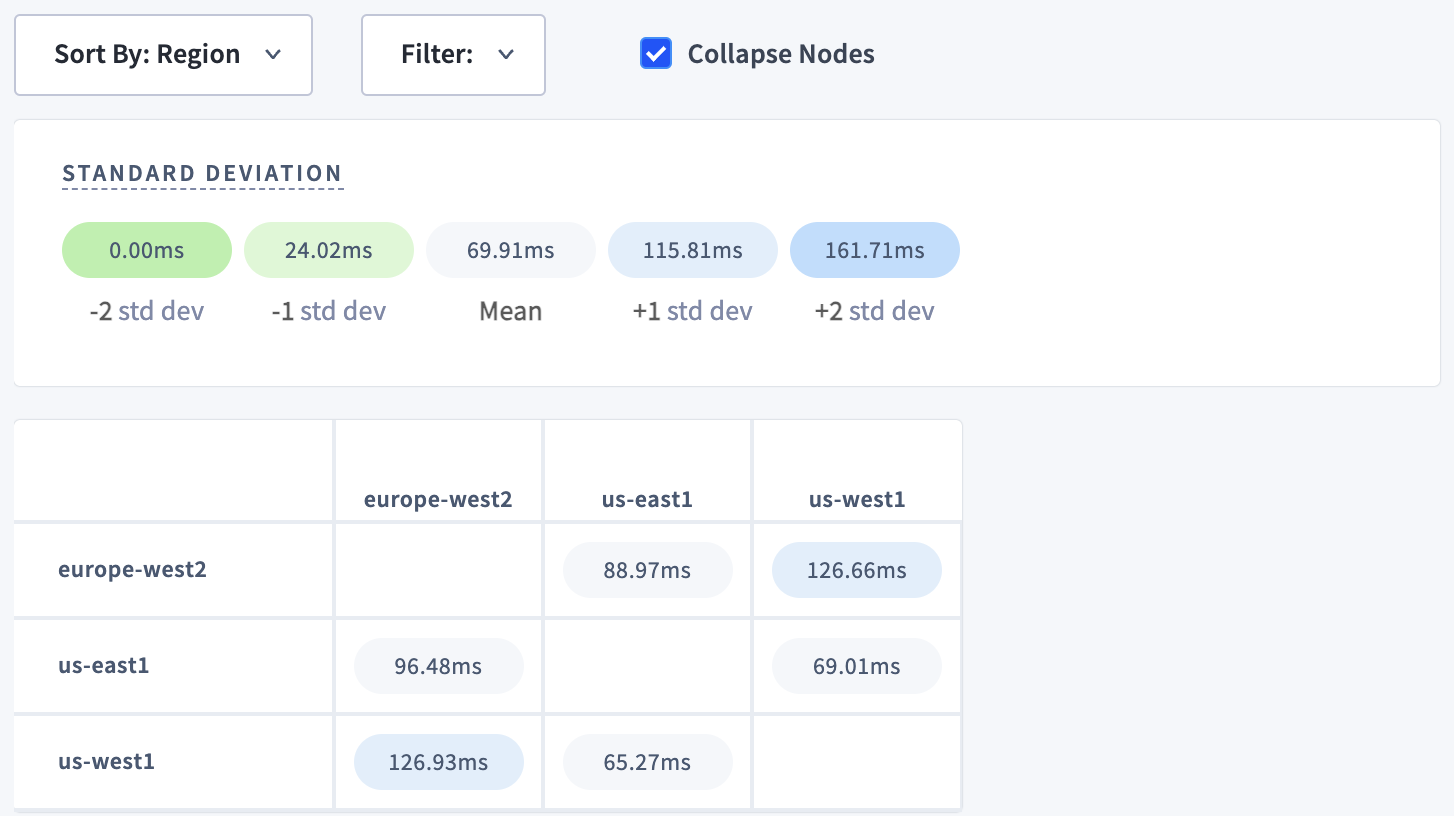 Sort By: Region Filter: Collapse Nodes
STANDARD DEVIATION
0.00ms 24.02ms 69.91ms 115.81ms 161.71ms
-2 std dev -1 std dev Mean +1 std dev +2 std dev
europe-west2 us-east1 us-west1
europe-west2 88.97ms 126.66ms
us-east1 96.48ms 69.01ms
us-west1 126.93ms 65.27ms